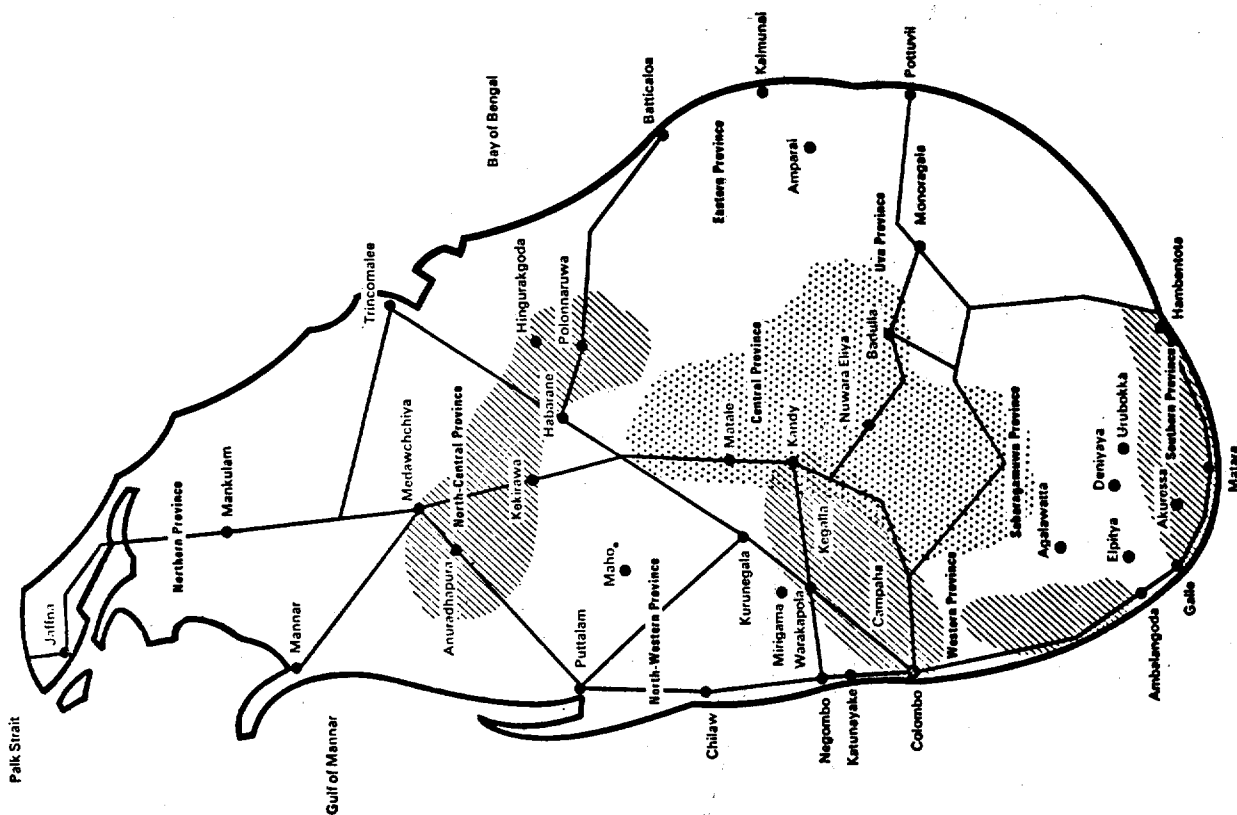 Palk Strait
Jaffna
Mankulam
Northern Province
Mannar
Gulf of Mannar
Trincomalee
Bay of Bengal
Medawchchiya
North-Central Province
Anuradhapura
Kekirawa
Habarane
Hingurakgoda
Polonnaruwa
Batticaloa
Puttalam
Maho
North-Western Province
Kurunegala
Chilaw
Matale
Central Province
Kandy
Eastern Province
Kalmunai
Amparai
Mirigama
Warakapola
Kegalla
Negombo
Katunayake
Campaha
Nuwara Eliya
Badulla
Uva Province
Monoragala
Pottuvil
Colombo
Western Province
Sabaragamuwa Province
Agalawatta
Deniyaya
Urubokka
Elpitya
Akuressa
Southern Province
Hambantota
Ambalangoda
Galle
Matara